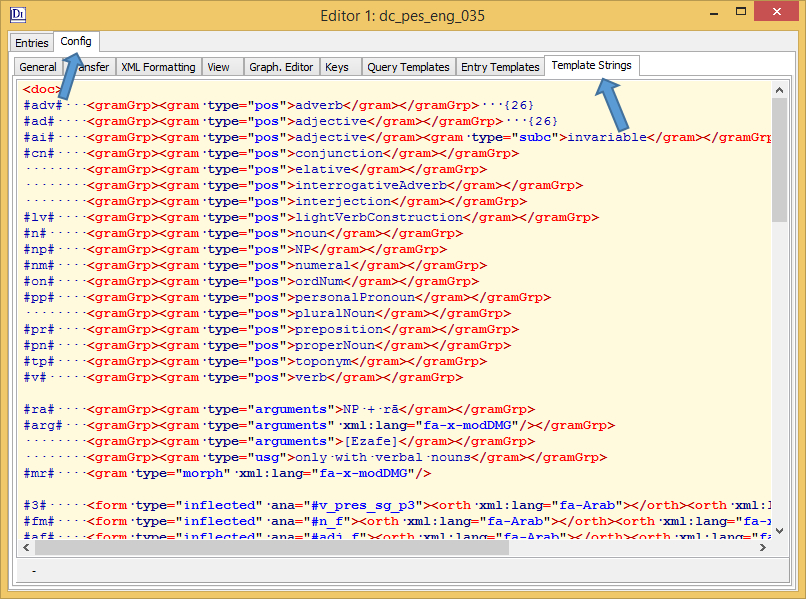 Editor 1: dc_pes_eng_035
Entries Config
General XML Formatting View Graph. Editor Keys Query Templates Entry Templates Template Strings
<doc>
#adv#····<gramGrp><gram·type="pos">adverb</gram></gramGrp>···{26}
#ad#····<gramGrp><gram·type="pos">adjective</gram></gramGrp>···{26}
#ai#····<gramGrp><gram·type="pos">adjective</gram><gram·type="subc">invariable</gram></gramGrp
#cn#····<gramGrp><gram·type="pos">conjunction</gram></gramGrp>
········<gramGrp><gram·type="pos">elative</gram></gramGrp>
········<gramGrp><gram·type="pos">interrogativeAdverb</gram></gramGrp>
········<gramGrp><gram·type="pos">interjection</gram></gramGrp>
#lv#····<gramGrp><gram·type="pos">lightVerbConstruction</gram></gramGrp>
#n#·····<gramGrp><gram·type="pos">noun</gram></gramGrp>
#np#····<gramGrp><gram·type="pos">NP</gram></gramGrp>
#nm#····<gramGrp><gram·type="pos">numeral</gram></gramGrp>
#on#····<gramGrp><gram·type="pos">ordNum</gram></gramGrp>
#pp#····<gramGrp><gram·type="pos">personalPronoun</gram></gramGrp>
········<gramGrp><gram·type="pos">pluralNoun</gram></gramGrp>
#pr#····<gramGrp><gram·type="pos">preposition</gram></gramGrp>
#pn#····<gramGrp><gram·type="pos">properNoun</gram></gramGrp>
#tp#····<gramGrp><gram·type="pos">toponym</gram></gramGrp>
#v#·····<gramGrp><gram·type="pos">verb</gram></gramGrp>
#ra#····<gramGrp><gram·type="arguments">NP·+·rā</gram></gramGrp>
#arg#···<gramGrp><gram·type="arguments"·xml:lang="fa-x-modDMG"/></gramGrp>
········<gramGrp><gram·type="arguments">[Ezafe]</gram></gramGrp>
········<gramGrp><gram·type="usg">only·with·verbal·nouns</gram></gramGrp>
#mr#····<gram·type="morph"·xml:lang="fa-x-modDMG"/>
#3#·····<form·type="inflected"·ana="#v_pres_sg_p3"><orth·xml:lang="fa-Arab"></orth><orth·xml:l
#fm#····<form·type="inflected"·ana="#n_f"><orth·xml:lang="fa-Arab"></orth><orth·xml:lang="fa-x
#af#····<form·type="inflected"·ana="#adj_f"><orth·xml:lang="fa-Arab"></orth><orth·xml:lang="fa
-